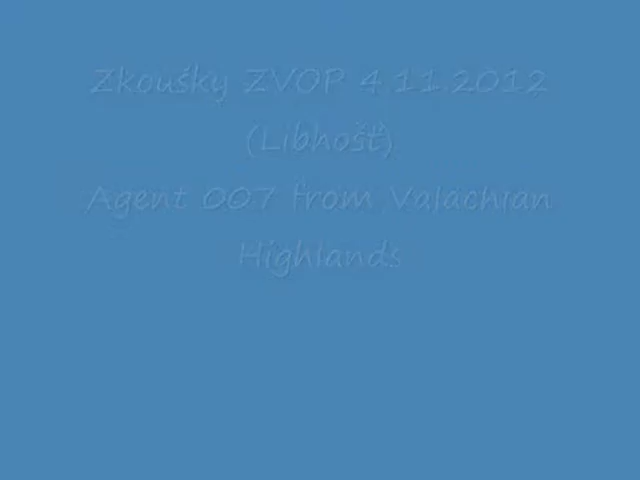 Zkoušky ZVOP 4.11.2012
(Libhošť)
Agent 007 from Valachian
Highlands